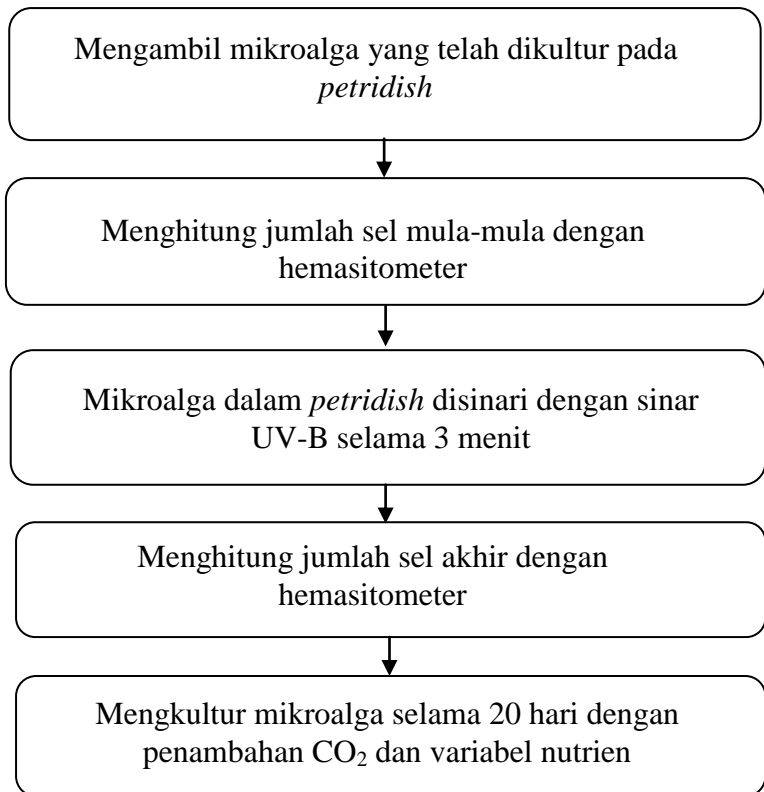 Mengambil mikroalga yang telah dikultur pada
petridish
Menghitung jumlah sel mula-mula dengan
hemasitometer
Mikroalga dalam petridish disinari dengan sinar
UV-B selama 3 menit
Menghitung jumlah sel akhir dengan
hemasitometer
Mengkultur mikroalga selama 20 hari dengan
penambahan CO₂ dan variabel nutrien